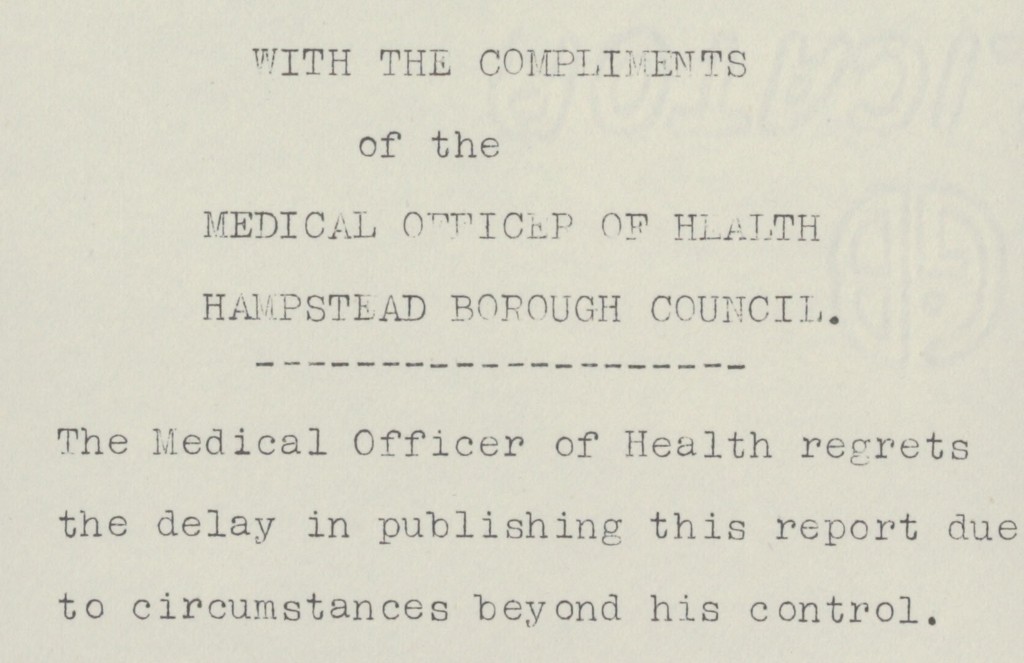 WITH THE COMPLIMENTS
of the
MEDICAL OFFICER OF HEALTH
HAMPSTEAD BOROUGH COUNCIL.
--------------------
The Medical Officer of Health regrets
the delay in publishing this report due
to circumstances beyond his control.